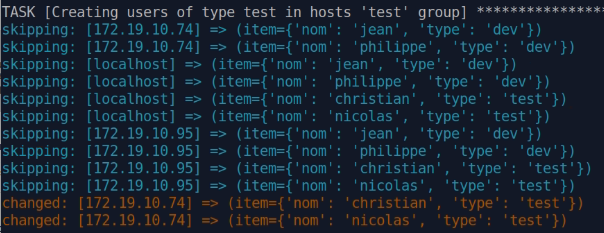 TASK [Creating users of type test in hosts 'test' group] ****************
skipping: [172.19.10.74] => (item={'nom': 'jean', 'type': 'dev'})
skipping: [172.19.10.74] => (item={'nom': 'philippe', 'type': 'dev'})
skipping: [localhost] => (item={'nom': 'jean', 'type': 'dev'})
skipping: [localhost] => (item={'nom': 'philippe', 'type': 'dev'})
skipping: [localhost] => (item={'nom': 'christian', 'type': 'test'})
skipping: [localhost] => (item={'nom': 'nicolas', 'type': 'test'})
skipping: [172.19.10.95] => (item={'nom': 'jean', 'type': 'dev'})
skipping: [172.19.10.95] => (item={'nom': 'philippe', 'type': 'dev'})
skipping: [172.19.10.95] => (item={'nom': 'christian', 'type': 'test'})
skipping: [172.19.10.95] => (item={'nom': 'nicolas', 'type': 'test'})
changed: [172.19.10.74] => (item={'nom': 'christian', 'type': 'test'})
changed: [172.19.10.74] => (item={'nom': 'nicolas', 'type': 'test'})